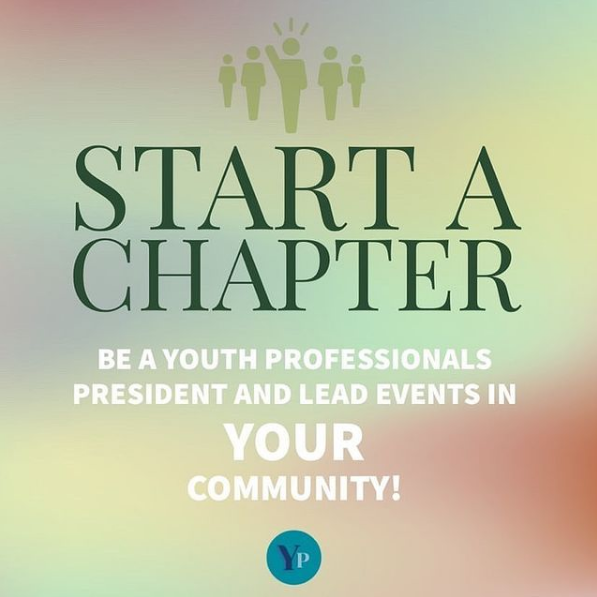 START A
CHAPTER
BE A YOUTH PROFESSIONALS
PRESIDENT AND LEAD EVENTS IN
YOUR
COMMUNITY!
YP